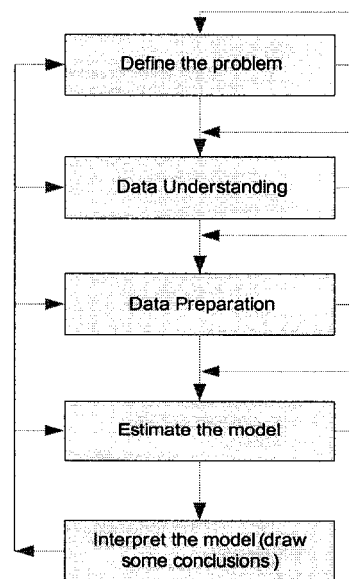 Define the problem
Data Understanding
Data Preparation
Estimate the model
Interpret the model (draw
some conclusions )